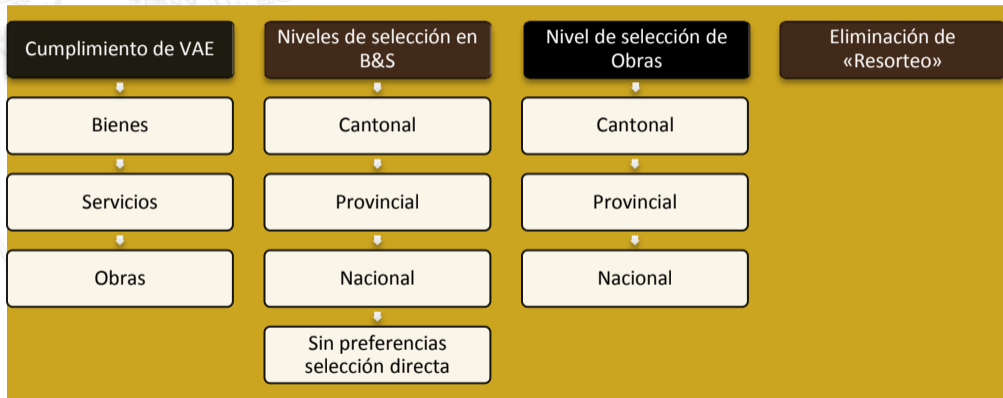 Cumplimiento de VAE
Bienes
Servicios
Obras
Niveles de selección en
B&S
Cantonal
Provincial
Nacional
Sin preferencias
selección directa
Nivel de selección de
Obras
Cantonal
Provincial
Nacional
Eliminación de
«Resorteo»